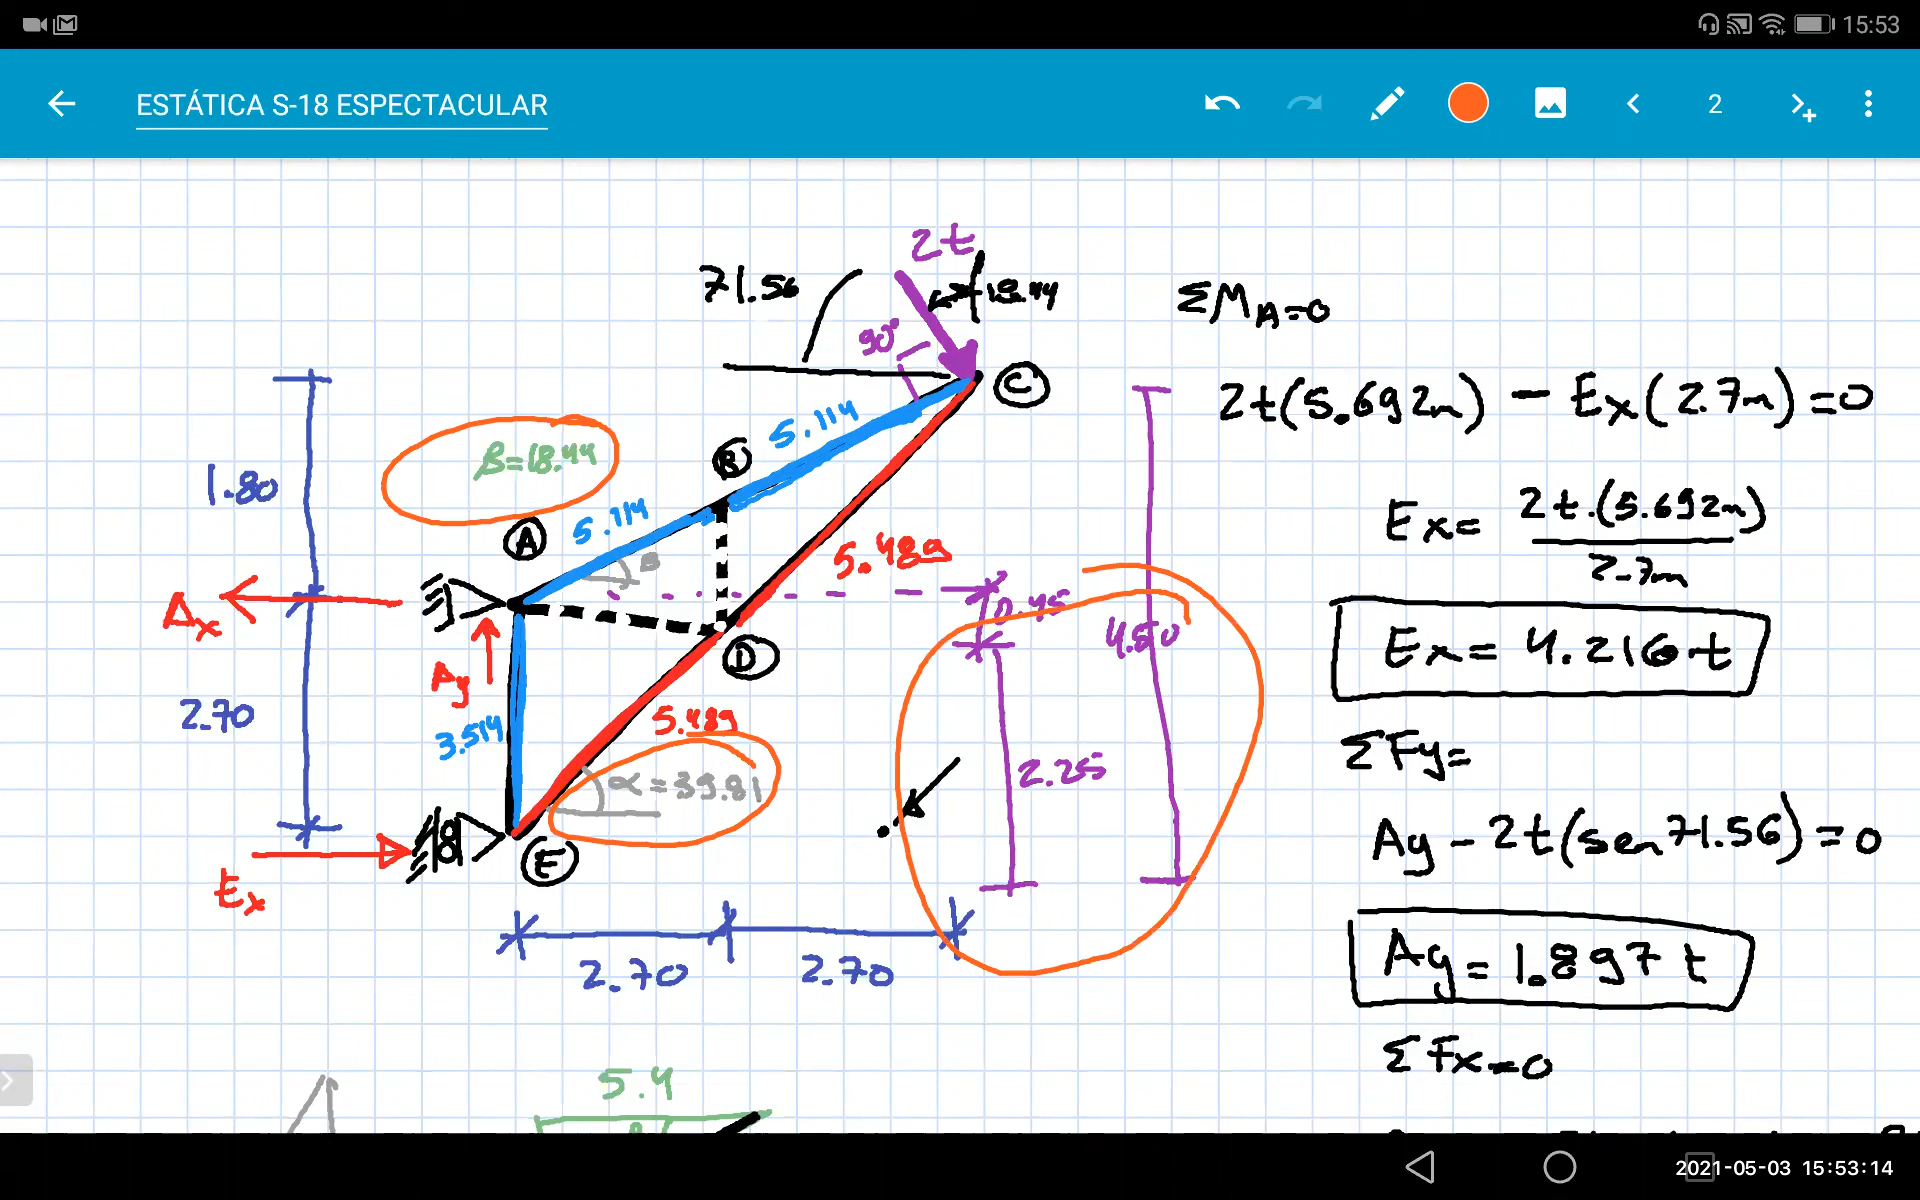 15:53
ESTÁTICA S-18 ESPECTACULAR
2
2t
71.56
18.44
90°
C
5.114
B
β=18.44
1.80
A
5.114
B
5.489
Ax
0.45
4.50
D
Ay
2.70
5.489
3.514
α=39.81
2.25
E
Ex
2.70
2.70
5.4
ΣMA=0
2t(5.692m) - Ex(2.7m)=0
Ex= 2t.(5.692m)
2.7m
Ex= 4.216t
ΣFy=
Ay - 2t(sen71.56)=0
Ay = 1.897 t
ΣFx=0
2021-05-03 15:53:14